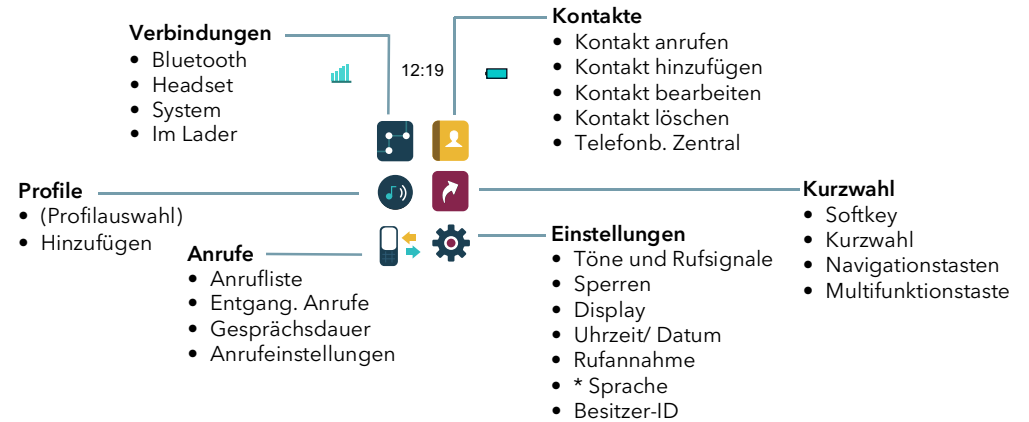 Verbindungen
• Bluetooth
• Headset
• System
• Im Lader
12:19
Kontakte
• Kontakt anrufen
• Kontakt hinzufügen
• Kontakt bearbeiten
• Kontakt löschen
• Telefonb. Zentral
Profile
• (Profilauswahl)
• Hinzufügen
Kurzwahl
• Softkey
• Kurzwahl
• Navigationstasten
• Multifunktionstaste
Anrufe
• Anrufliste
• Entgang. Anrufe
• Gesprächsdauer
• Anrufeinstellungen
Einstellungen
• Töne und Rufsignale
• Sperren
• Display
• Uhrzeit/ Datum
• Rufannahme
• * Sprache
• Besitzer-ID